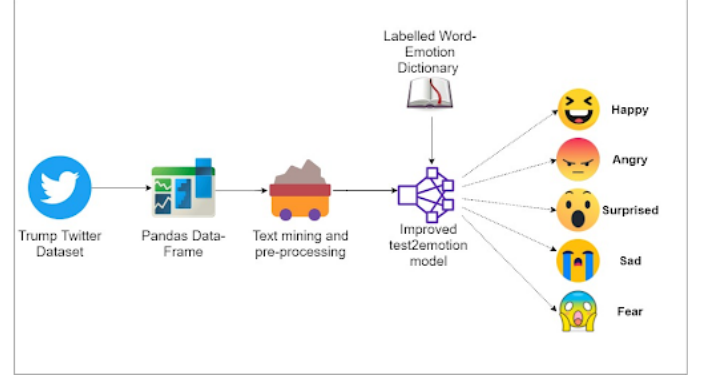 Labelled Word-
Emotion
Dictionary
Happy
Angry
Surprised
Sad
Fear
Trump Twitter
Dataset
Pandas Data-
Frame
Text mining and
pre-processing
Improved
test2emotion
model